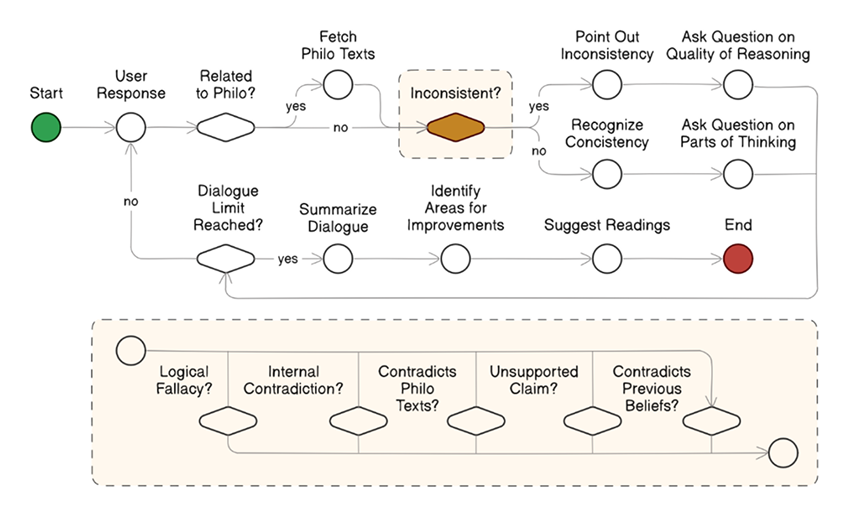 Start
User
Response
Related
to Philo?
yes
no
Fetch
Philo Texts
Inconsistent?
yes
no
Point Out
Inconsistency
Ask Question on
Quality of Reasoning
Recognize
Concistency
Ask Question on
Parts of Thinking
Dialogue
Limit
Reached?
no
yes
Summarize
Dialogue
Identify
Areas for
Improvements
Suggest Readings
End
Logical
Fallacy?
Internal
Contradiction?
Contradicts
Philo
Texts?
Unsupported
Claim?
Contradicts
Previous
Beliefs?